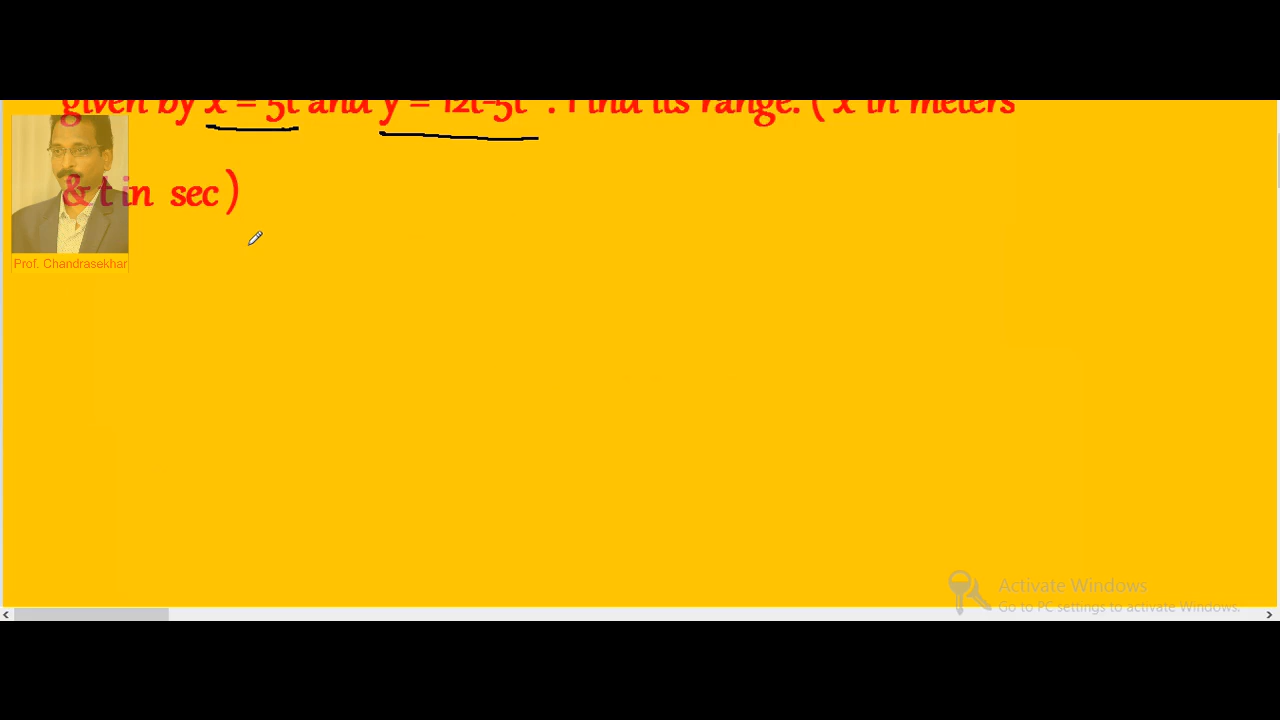 given by x = 5t and y = 12t-5t . Find its range. ( x in meters
& t in sec )
Prof. Chandrasekhar
Activate Windows
Go to PC settings to activate Windows.